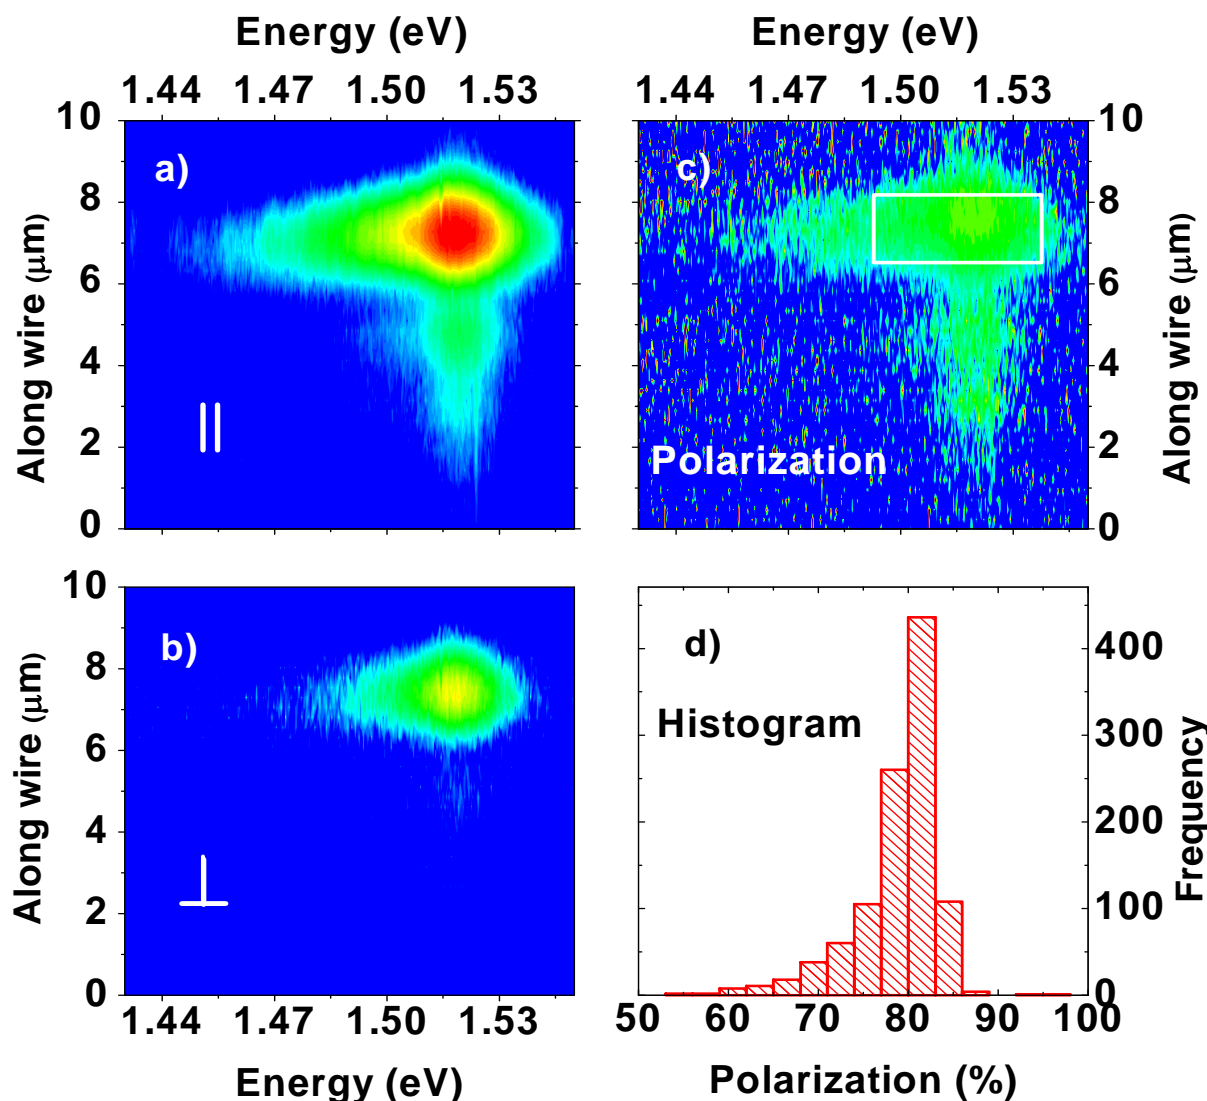 Energy (eV)
1.44 1.47 1.50 1.53
10
8
6
4
2
0
Along wire (μm)
a)
||
Energy (eV)
1.44 1.47 1.50 1.53
10
8
6
4
2
0
Along wire (μm)
c)
Polarization
10
8
6
4
2
0
Along wire (μm)
b)
⊥
1.44 1.47 1.50 1.53
Energy (eV)
d)
Histogram
400
300
200
100
0
Frequency
50 60 70 80 90 100
Polarization (%)